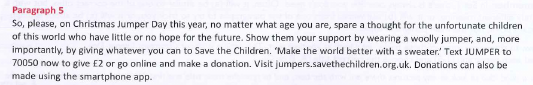 Paragraph 5
So, please, on Christmas Jumper Day this year, no matter what age you are, spare a thought for the unfortunate children
of this world who have little or no hope for the future. Show them your support by wearing a woolly jumper, and, more
importantly, by giving whatever you can to Save the Children. 'Make the world better with a sweater.' Text JUMPER to
70050 now to give £2 or go online and make a donation. Visit jumpers.savethechildren.org.uk. Donations can also be
made using the smartphone app.